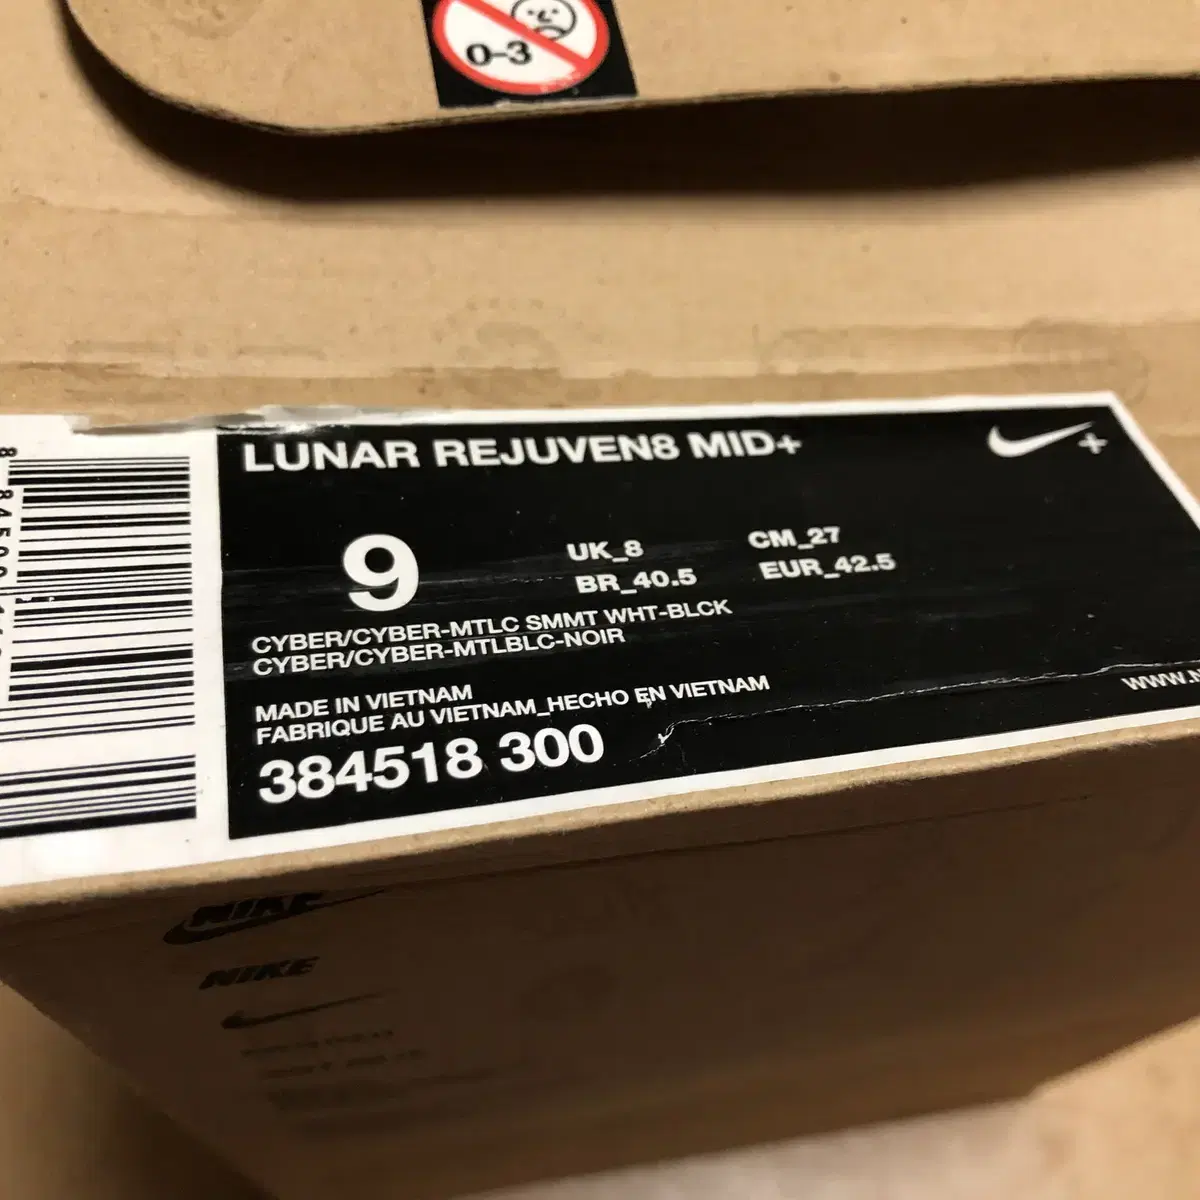 0-3
LUNAR REJUVEN8 MID+
9
UK_8 CM_27
BR_40.5 EUR_42.5
CYBER/CYBER-MTLC SMMT WHT-BLCK
CYBER/CYBER-MTLBLC-NOIR
MADE IN VIETNAM
FABRIQUE AU VIETNAM_HECHO EN VIETNAM
384518 300
WWW.N
NIKE
NIKE